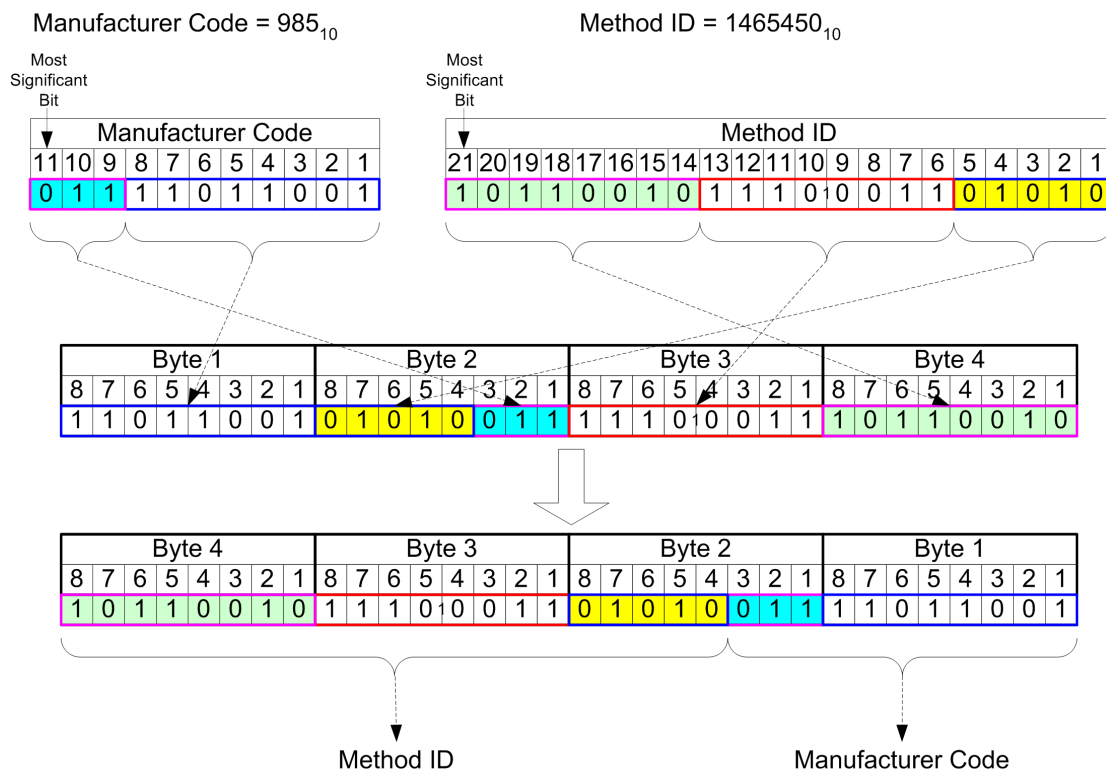 Manufacturer Code = 985₁₀
Method ID = 1465450₁₀
Most
Significant
Bit
Most
Significant
Bit
Manufacturer Code
11 10 9 8 7 6 5 4 3 2 1
0 1 1 1 1 0 1 1 0 0 1
Method ID
21 20 19 18 17 16 15 14 13 12 11 10 9 8 7 6 5 4 3 2 1
1 0 1 1 0 0 1 0 1 1 1 0 1 0 0 1 1 0 1 0 1 0
Byte 1 Byte 2 Byte 3 Byte 4
8 7 6 5 4 3 2 1 8 7 6 5 4 3 2 1 8 7 6 5 4 3 2 1 8 7 6 5 4 3 2 1
1 1 0 1 1 0 0 1 0 1 0 1 0 0 1 1 1 1 1 0 1 0 0 1 1 1 0 1 1 0 0 1 0
Byte 4 Byte 3 Byte 2 Byte 1
8 7 6 5 4 3 2 1 8 7 6 5 4 3 2 1 8 7 6 5 4 3 2 1 8 7 6 5 4 3 2 1
1 0 1 1 0 0 1 0 1 1 1 0 1 0 0 1 1 0 1 0 1 0 0 1 1 1 1 0 1 1 0 0 1
Method ID
Manufacturer Code